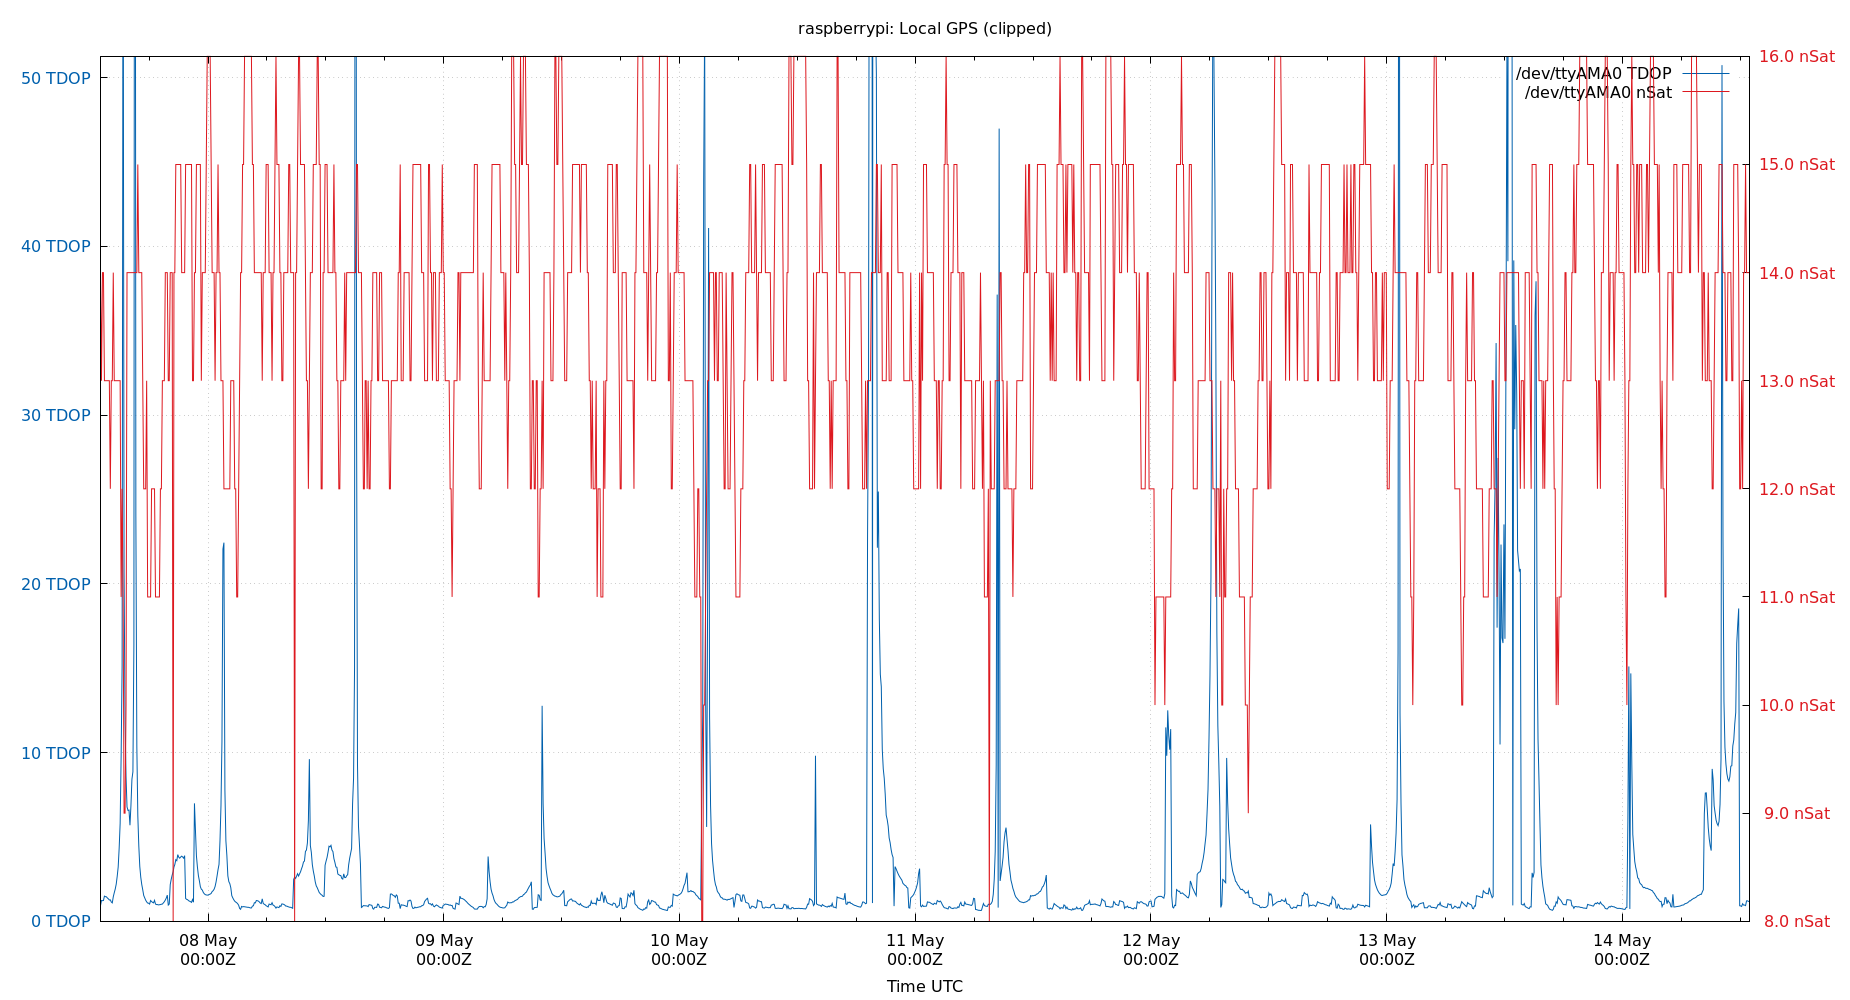 raspberrypi: Local GPS (clipped)
/dev/ttyAMA0 TDOP
/dev/ttyAMA0 nSat
50 TDOP
40 TDOP
30 TDOP
20 TDOP
10 TDOP
0 TDOP
16.0 nSat
15.0 nSat
14.0 nSat
13.0 nSat
12.0 nSat
11.0 nSat
10.0 nSat
9.0 nSat
8.0 nSat
08 May
00:00Z
09 May
00:00Z
10 May
00:00Z
11 May
00:00Z
12 May
00:00Z
13 May
00:00Z
14 May
00:00Z
Time UTC